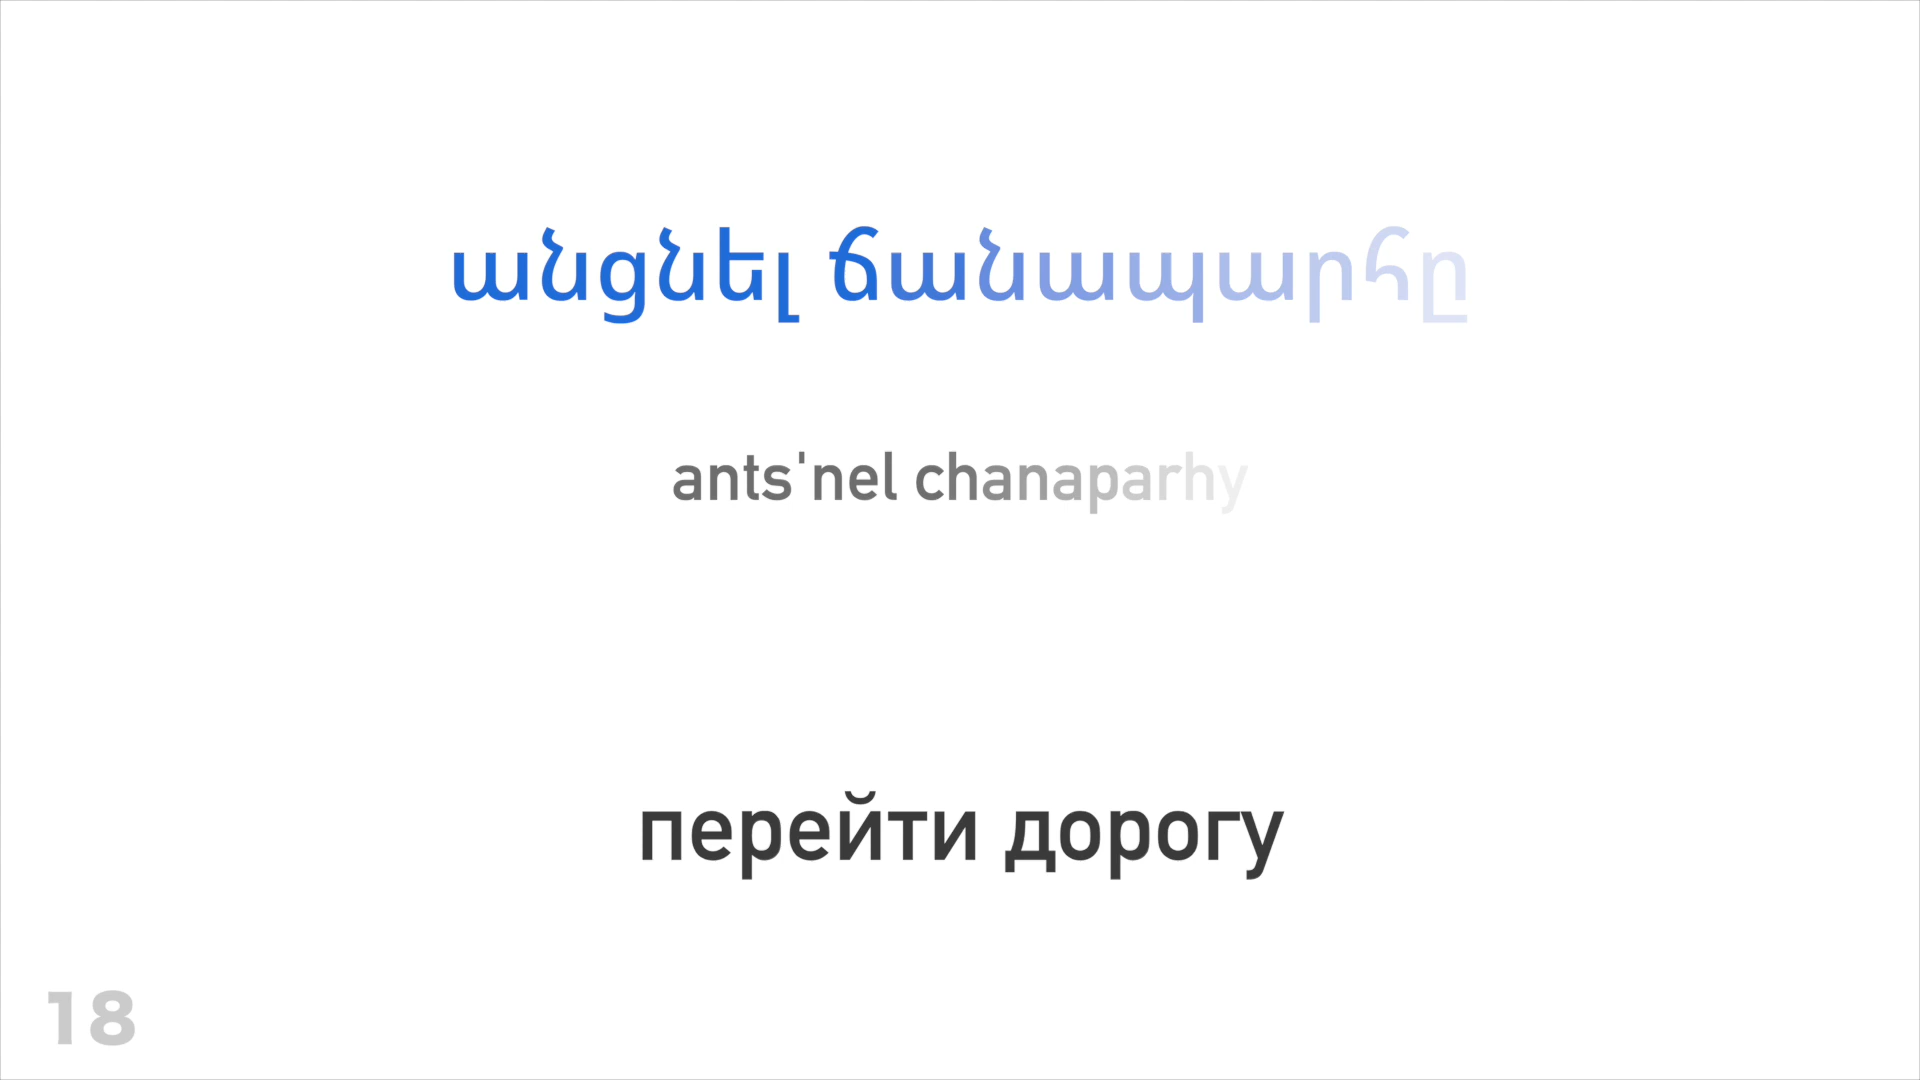 անցնել ճանապարհը
ants'nel chanaparhy
перейти дорогу
18